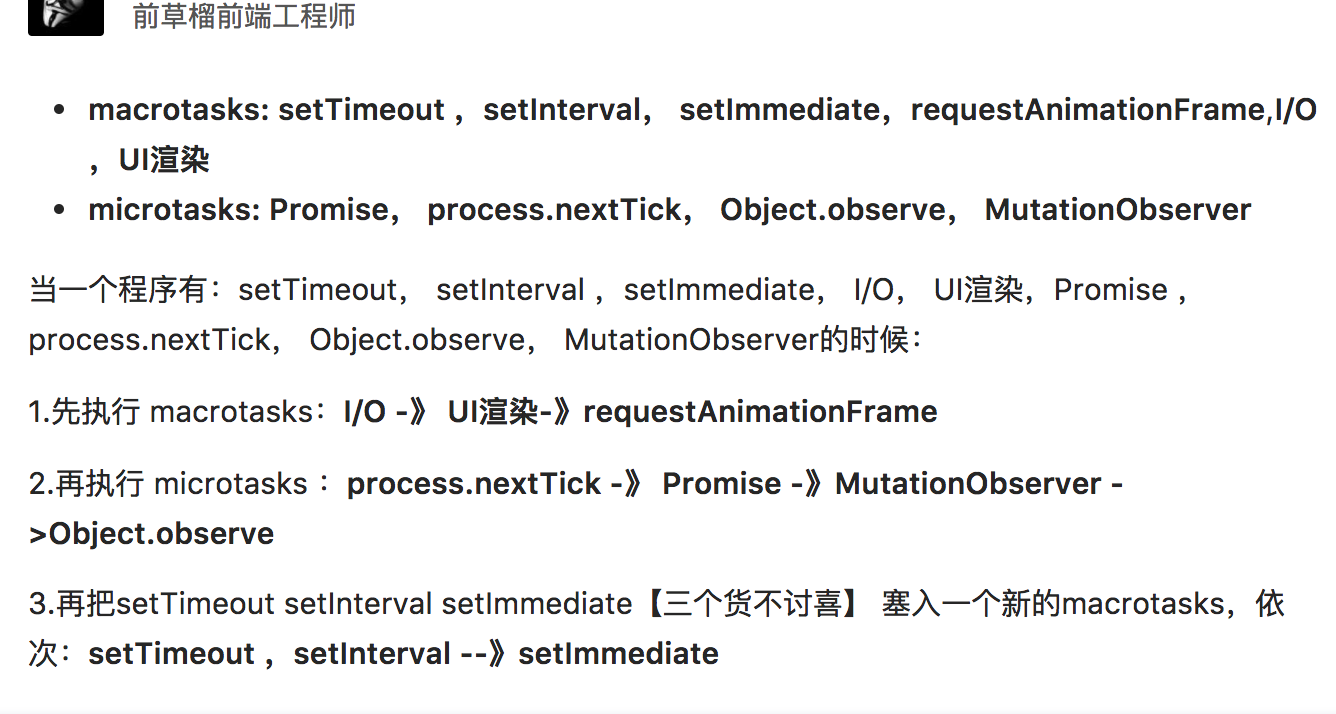 前草榴前端工程师
macrotasks: setTimeout ，setInterval， setImmediate，requestAnimationFrame,I/O
，UI渲染
microtasks: Promise， process.nextTick， Object.observe， MutationObserver
当一个程序有：setTimeout， setInterval ，setImmediate， I/O， UI渲染，Promise ，
process.nextTick， Object.observe， MutationObserver的时候：
1.先执行 macrotasks：I/O -》 UI渲染-》requestAnimationFrame
2.再执行 microtasks ：process.nextTick -》 Promise -》MutationObserver -
>Object.observe
3.再把setTimeout setInterval setImmediate【三个货不讨喜】 塞入一个新的macrotasks，依
次：setTimeout ，setInterval --》setImmediate